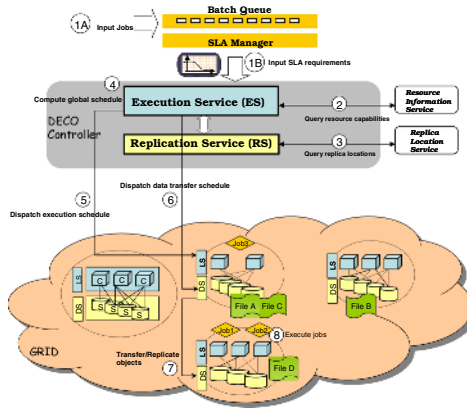 Batch Queue
1A
Input Jobs
SLA Manager
1B
Input SLA requirements
4
Compute global schedule
Execution Service (ES)
2
Query resource capabilities
Resource
Information
Service
DECO
Controller
Replication Service (RS)
3
Query replica locations
Replica
Location
Service
5
6
Dispatch data transfer schedule
Dispatch execution schedule
Job3
LS
C C C
DS
S S S S
LS
DS
File A File C
LS
DS
File B
Job1
Job2
8
Execute jobs
GRID
Transfer/Replicate
objects
7
LS
DS
File D